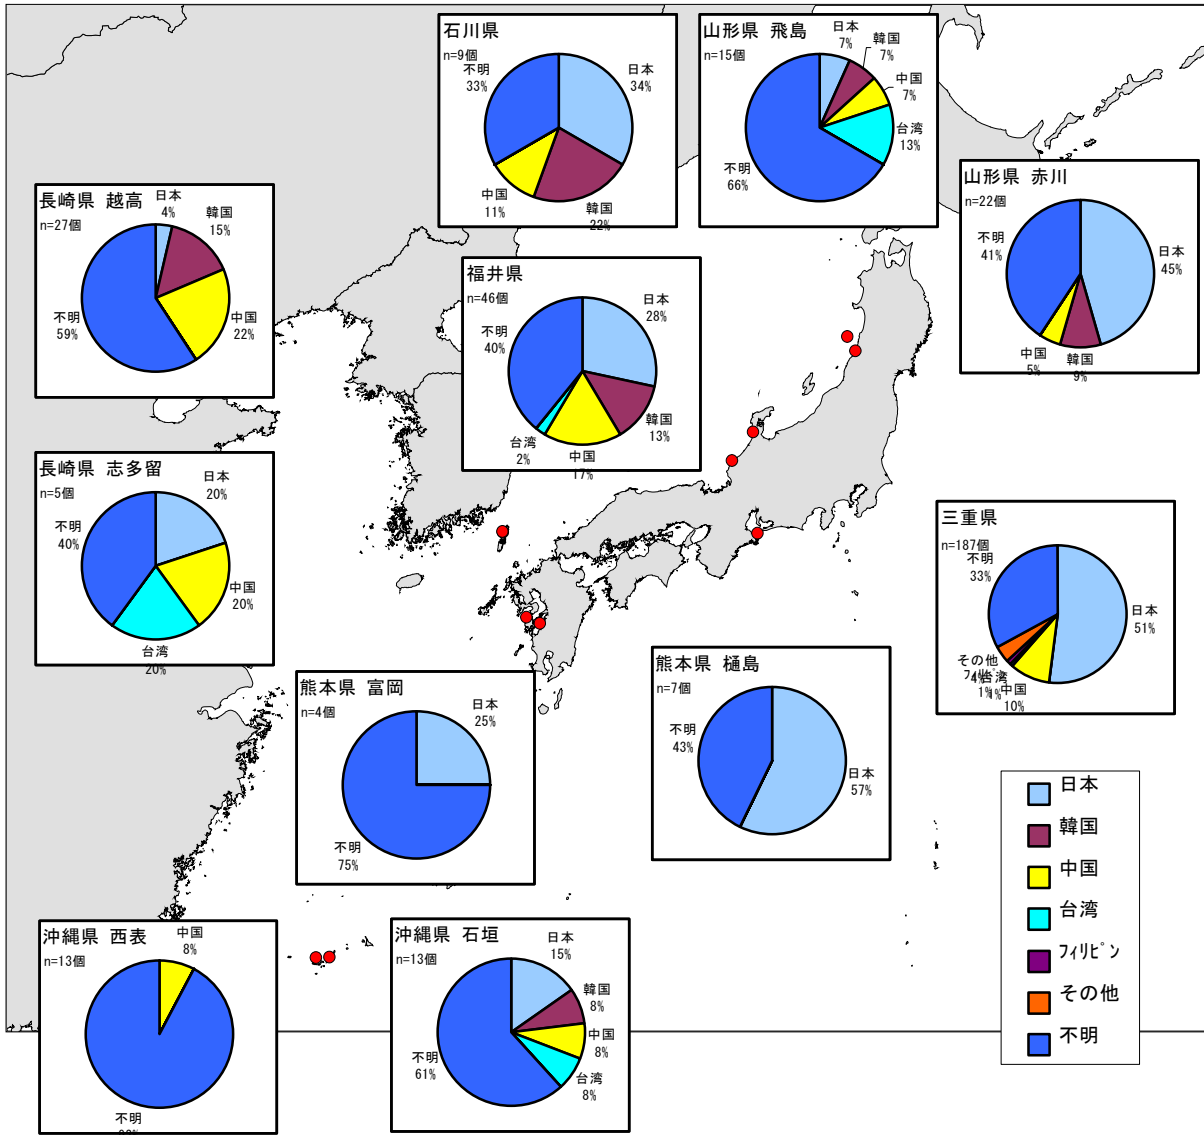 石川県
n=9個
日本
34%
韓国
22%
中国
11%
不明
33%
山形県 飛島
n=15個
日本
7%
韓国
7%
中国
7%
台湾
13%
不明
66%
山形県 赤川
n=22個
日本
45%
韓国
9%
中国
5%
不明
41%
長崎県 越高
n=27個
日本
4%
韓国
15%
中国
22%
不明
59%
福井県
n=46個
日本
28%
韓国
13%
中国
17%
台湾
2%
不明
40%
長崎県 志多留
n=5個
日本
20%
中国
20%
台湾
20%
不明
40%
三重県
n=187個
日本
51%
中国
10%
台湾
1%
ﾌｨﾘﾋﾟﾝ
1%
その他
4%
不明
33%
熊本県 富岡
n=4個
日本
25%
不明
75%
熊本県 樋島
n=7個
日本
57%
不明
43%
沖縄県 西表
n=13個
中国
8%
不明
沖縄県 石垣
n=13個
日本
15%
韓国
8%
中国
8%
台湾
8%
不明
61%
日本
韓国
中国
台湾
ﾌｨﾘﾋﾟﾝ
その他
不明